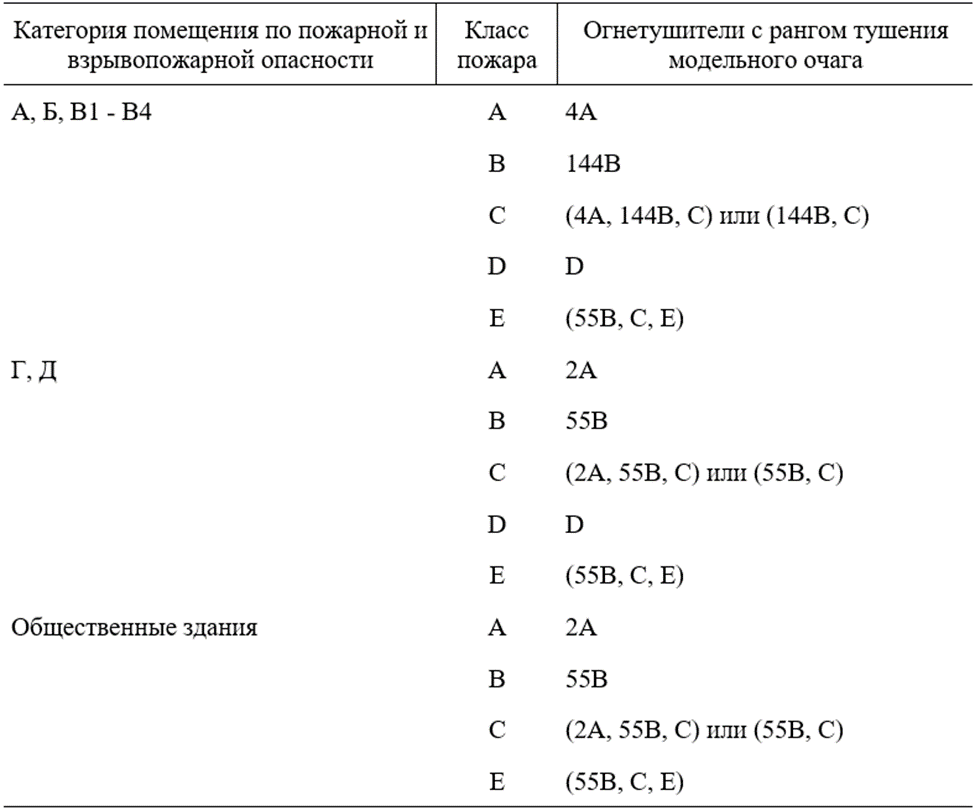 Категория помещения по пожарной и взрывопожарной опасности | Класс пожара | Огнетушители с рангом тушения модельного очага
А, Б, В1 - В4 | A | 4A
B | 144B
C | (4A, 144B, C) или (144B, C)
D | D
E | (55B, C, E)
Г, Д | A | 2A
B | 55B
C | (2A, 55B, C) или (55B, C)
D | D
E | (55B, C, E)
Общественные здания | A | 2A
B | 55B
C | (2A, 55B, C) или (55B, C)
E | (55B, C, E)